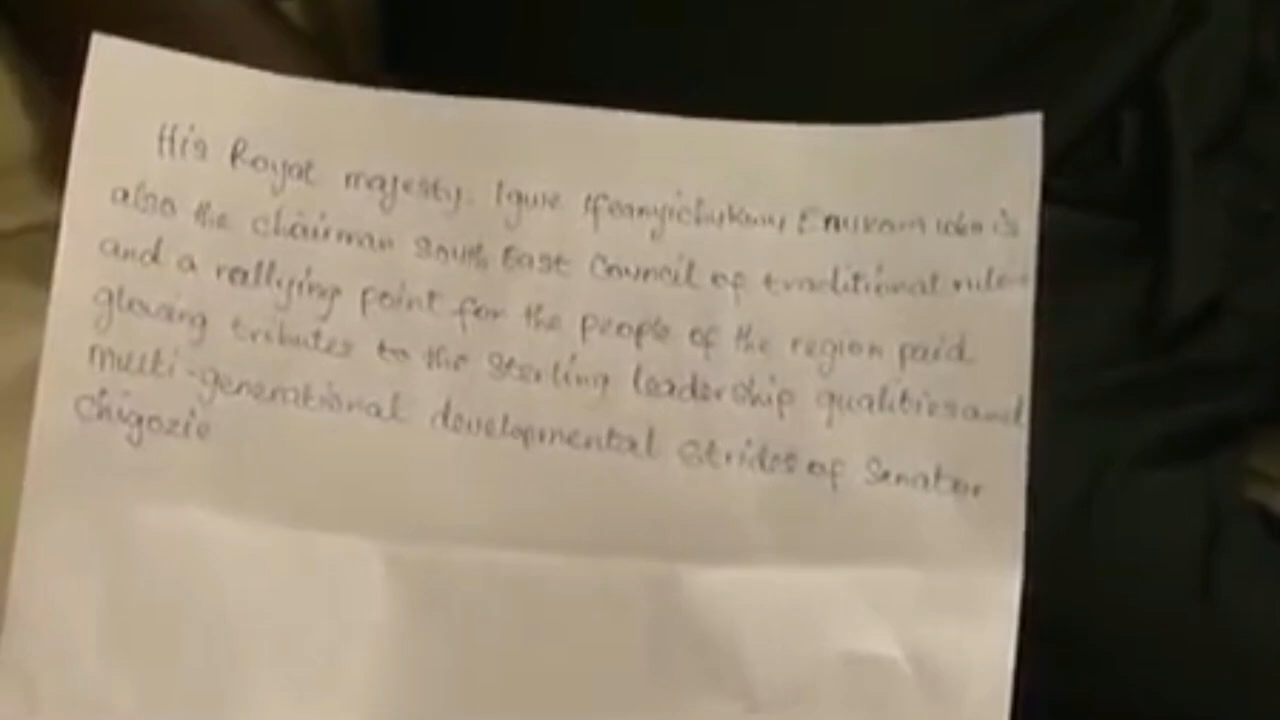 His Royal majesty. Igwe Ifeanyichukwu Enuram who is
also the chairman South East Council of traditional
and a rallying point for the people of the region paid
glowing tributes to the Sterling leadership qualities and
multi-generational developmental strides of Senator
Chigozie